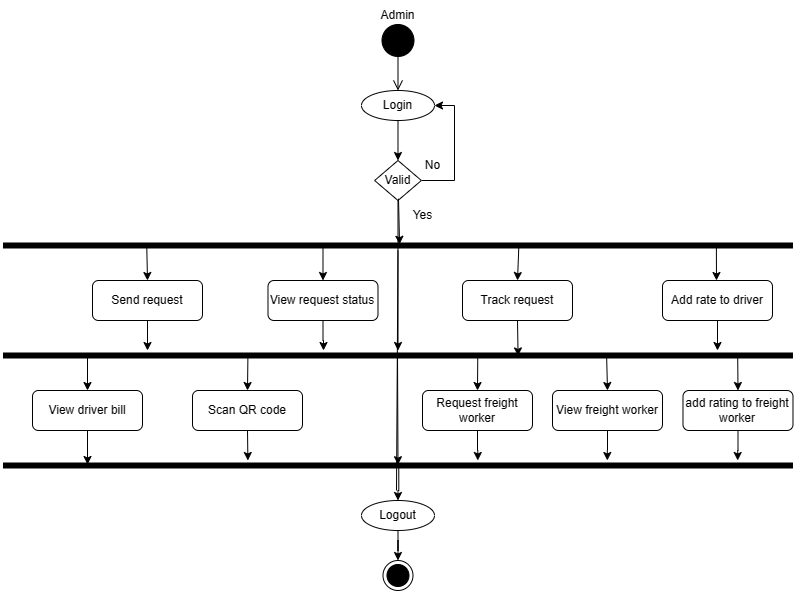 Admin
Login
No
Valid
Yes
Send request
View request status
Track request
Add rate to driver
View driver bill
Scan QR code
Request freight
worker
View freight worker
add rating to freight
worker
Logout